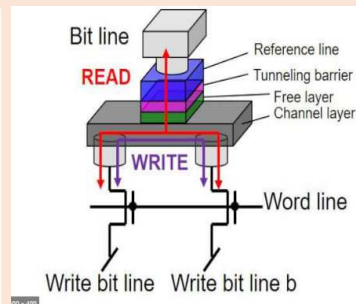 Bit line
READ
Reference line
Tunneling barrier
Free layer
Channel layer
WRITE
Word line
Write bit line Write bit line b